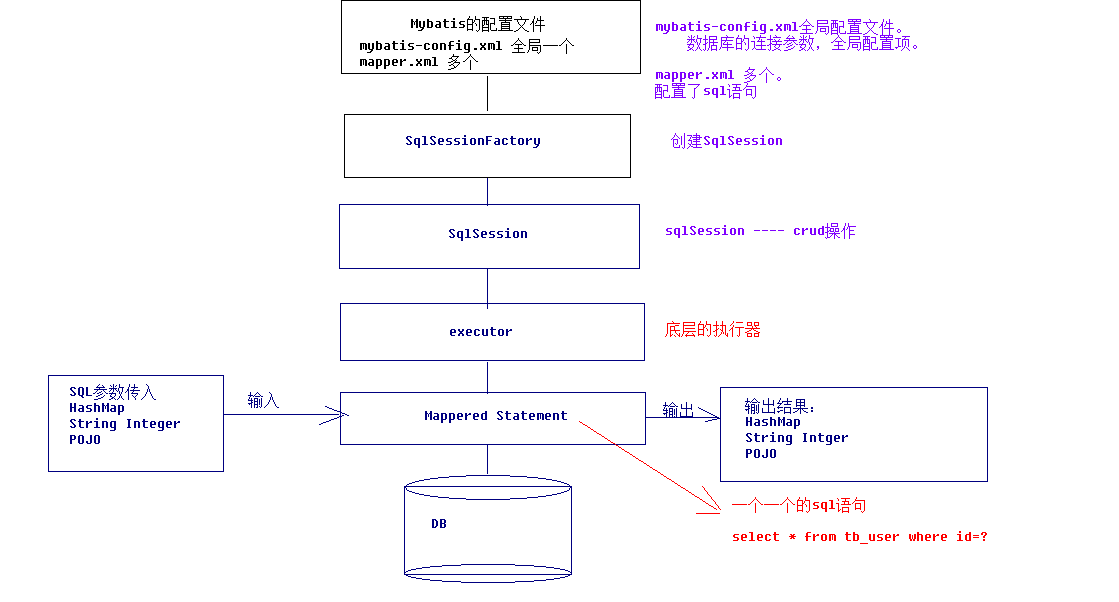 Mybatis的配置文件
mybatis-config.xml 全局一个
mapper.xml 多个
mybatis-config.xml全局配置文件。
数据库的连接参数，全局配置项。
mapper.xml 多个。
配置了sql语句
SqlSessionFactory
创建SqlSession
SqlSession
sqlSession ---- crud操作
executor
底层的执行器
SQL参数传入
HashMap
String Integer
POJO
输入
Mappered Statement
输出
输出结果：
HashMap
String Intger
POJO
DB
一个一个的sql语句
select * from tb_user where id=?